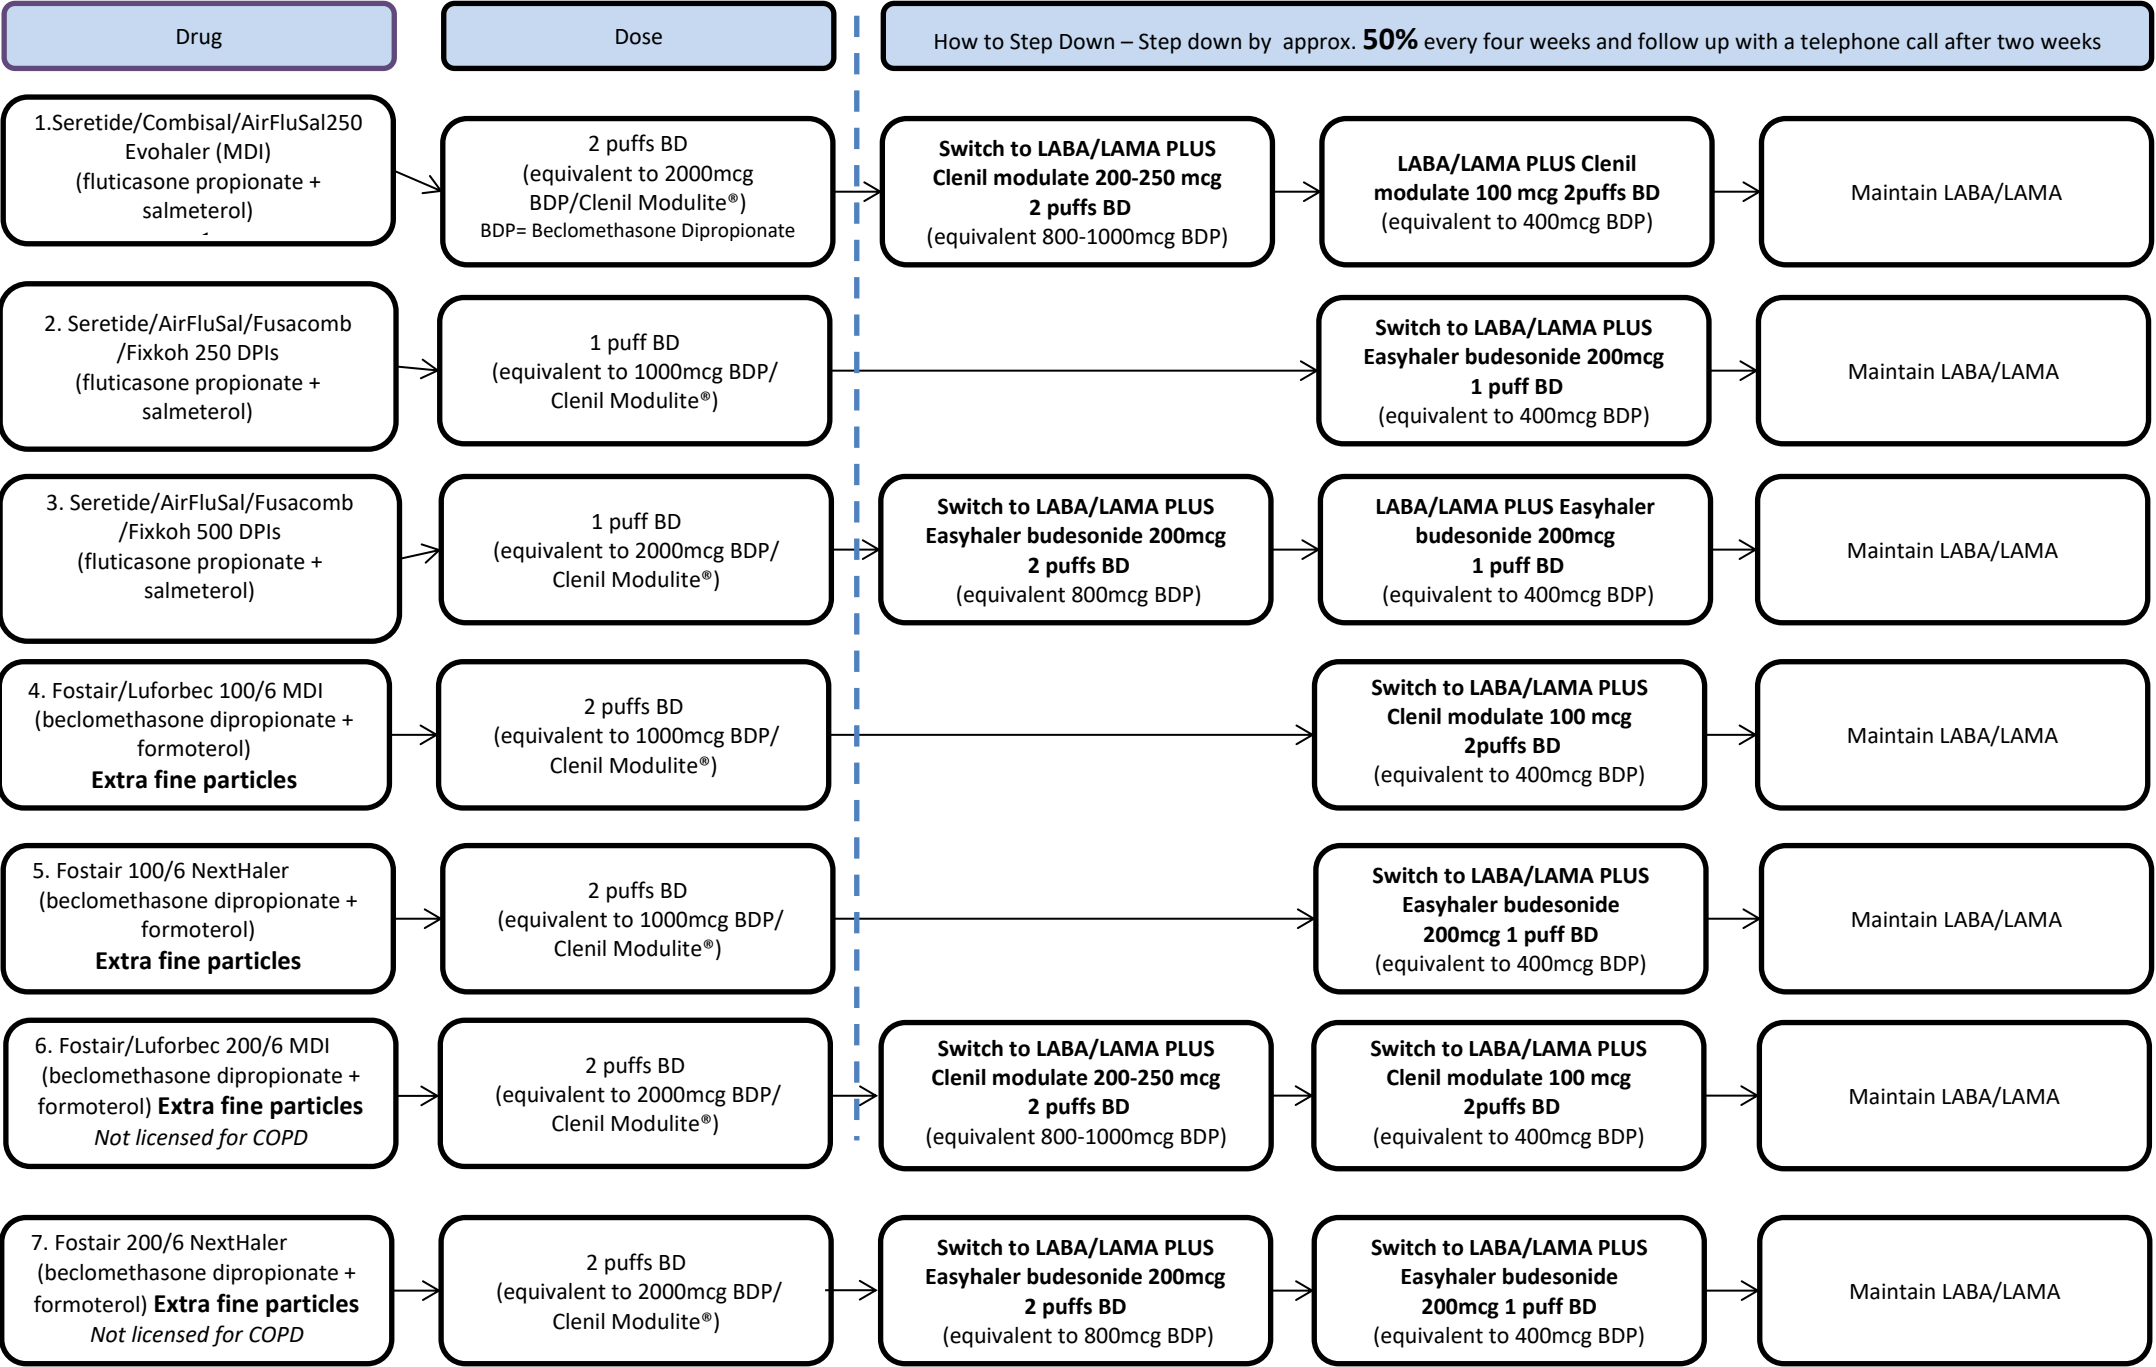 Drug
Dose
How to Step Down – Step down by approx. 50% every four weeks and follow up with a telephone call after two weeks
1.Seretide/Combisal/AirFluSal250
Evohaler (MDI)
(fluticasone propionate +
salmeterol)
2 puffs BD
(equivalent to 2000mcg
BDP/Clenil Modulite®)
BDP= Beclomethasone Dipropionate
Switch to LABA/LAMA PLUS
Clenil modulate 200-250 mcg
2 puffs BD
(equivalent 800-1000mcg BDP)
LABA/LAMA PLUS Clenil
modulate 100 mcg 2puffs BD
(equivalent to 400mcg BDP)
Maintain LABA/LAMA
2. Seretide/AirFluSal/Fusacomb
/Fixkoh 250 DPIs
(fluticasone propionate +
salmeterol)
1 puff BD
(equivalent to 1000mcg BDP/
Clenil Modulite®)
Switch to LABA/LAMA PLUS
Easyhaler budesonide 200mcg
1 puff BD
(equivalent to 400mcg BDP)
Maintain LABA/LAMA
3. Seretide/AirFluSal/Fusacomb
/Fixkoh 500 DPIs
(fluticasone propionate +
salmeterol)
1 puff BD
(equivalent to 2000mcg BDP/
Clenil Modulite®)
Switch to LABA/LAMA PLUS
Easyhaler budesonide 200mcg
2 puffs BD
(equivalent 800mcg BDP)
LABA/LAMA PLUS Easyhaler
budesonide 200mcg
1 puff BD
(equivalent to 400mcg BDP)
Maintain LABA/LAMA
4. Fostair/Luforbec 100/6 MDI
(beclomethasone dipropionate +
formoterol)
Extra fine particles
2 puffs BD
(equivalent to 1000mcg BDP/
Clenil Modulite®)
Switch to LABA/LAMA PLUS
Clenil modulate 100 mcg
2puffs BD
(equivalent to 400mcg BDP)
Maintain LABA/LAMA
5. Fostair 100/6 NextHaler
(beclomethasone dipropionate +
formoterol)
Extra fine particles
2 puffs BD
(equivalent to 1000mcg BDP/
Clenil Modulite®)
Switch to LABA/LAMA PLUS
Easyhaler budesonide
200mcg 1 puff BD
(equivalent to 400mcg BDP)
Maintain LABA/LAMA
6. Fostair/Luforbec 200/6 MDI
(beclomethasone dipropionate +
formoterol) Extra fine particles
Not licensed for COPD
2 puffs BD
(equivalent to 2000mcg BDP/
Clenil Modulite®)
Switch to LABA/LAMA PLUS
Clenil modulate 200-250 mcg
2 puffs BD
(equivalent 800-1000mcg BDP)
Switch to LABA/LAMA PLUS
Clenil modulate 100 mcg
2puffs BD
(equivalent to 400mcg BDP)
Maintain LABA/LAMA
7. Fostair 200/6 NextHaler
(beclomethasone dipropionate +
formoterol) Extra fine particles
Not licensed for COPD
2 puffs BD
(equivalent to 2000mcg BDP/
Clenil Modulite®)
Switch to LABA/LAMA PLUS
Easyhaler budesonide 200mcg
2 puffs BD
(equivalent to 800mcg BDP)
Switch to LABA/LAMA PLUS
Easyhaler budesonide
200mcg 1 puff BD
(equivalent to 400mcg BDP)
Maintain LABA/LAMA